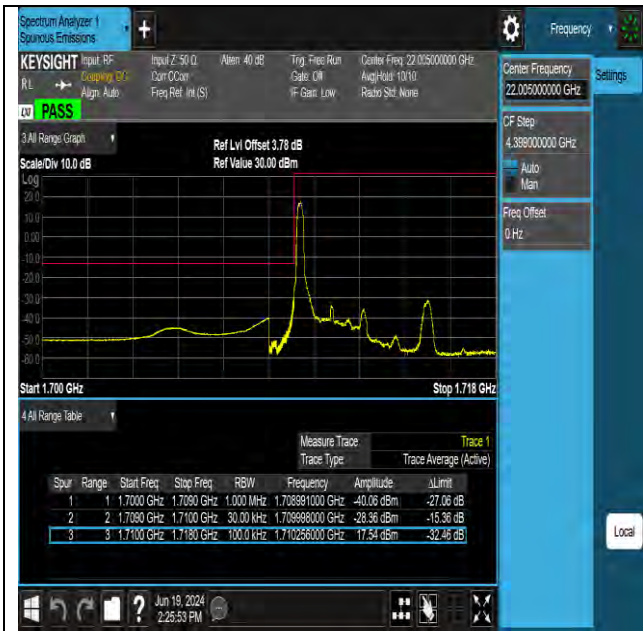 Spectrum Analyzer 1
Spurious Emissions
Frequency
KEYSIGHT
Input: RF
Input Z: 50 Ω
Atten: 40 dB
Trig: Free Run
Center Freq: 22.005000000 GHz
RL
Coupling: DC
Corr CCorr
Gate: Off
Avg|Hold: 10/10
Align: Auto
Freq Ref: Int (S)
IF Gain: Low
Radio Std: None
PASS
Center Frequency
22.005000000 GHz
Settings
CF Step
4.399000000 GHz
Auto
Man
Freq Offset
0 Hz
3 All Range Graph
Ref Lvl Offset 3.78 dB
Scale/Div 10.0 dB
Ref Value 30.00 dBm
Log
20.0
10.0
0.00
-10.0
-20.0
-30.0
-40.0
-50.0
-60.0
Start 1.700 GHz
Stop 1.718 GHz
4 All Range Table
Measure Trace Trace 1
Trace Type Trace Average (Active)
Spur Range Start Freq Stop Freq RBW Frequency Amplitude ΔLimit
1 1 1.7000 GHz 1.7090 GHz 1.000 MHz 1.708991000 GHz -40.06 dBm -27.06 dB
2 2 1.7090 GHz 1.7100 GHz 30.00 kHz 1.709998000 GHz -28.36 dBm -15.36 dB
3 3 1.7100 GHz 1.7180 GHz 100.0 kHz 1.710256000 GHz 17.54 dBm -32.46 dB
Local
Jun 19, 2024
2:25:53 PM